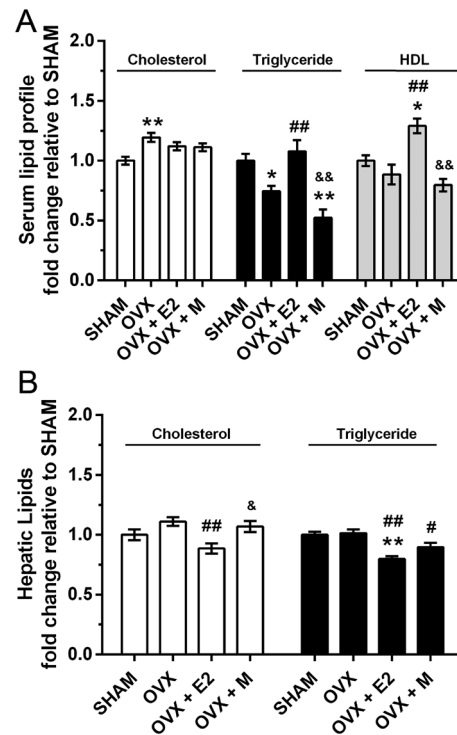 A
Serum lipid profile
fold change relative to SHAM
2.0
1.5
1.0
0.5
0.0
Cholesterol
Triglyceride
HDL
**
*
##
&&
**
##
*
&&
SHAM
OVX
OVX + E2
OVX + M
SHAM
OVX
OVX + E2
OVX + M
SHAM
OVX
OVX + E2
OVX + M
B
Hepatic Lipids
fold change relative to SHAM
2.0
1.5
1.0
0.5
0.0
Cholesterol
Triglyceride
##
&
##
**
#
SHAM
OVX
OVX + E2
OVX + M
SHAM
OVX
OVX + E2
OVX + M